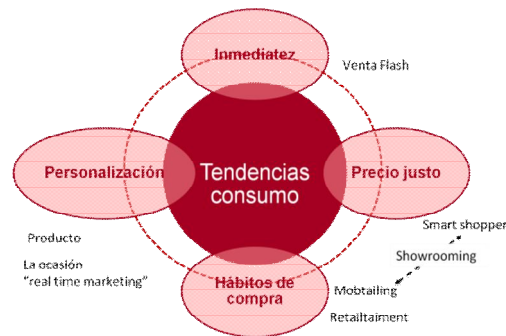 Inmediatez
Venta Flash
Personalización
Tendencias
consumo
Precio justo
Producto
La ocasión
"real time marketing"
Smart shopper
Showrooming
Hábitos de
compra
Mobtailing
Retailtaiment